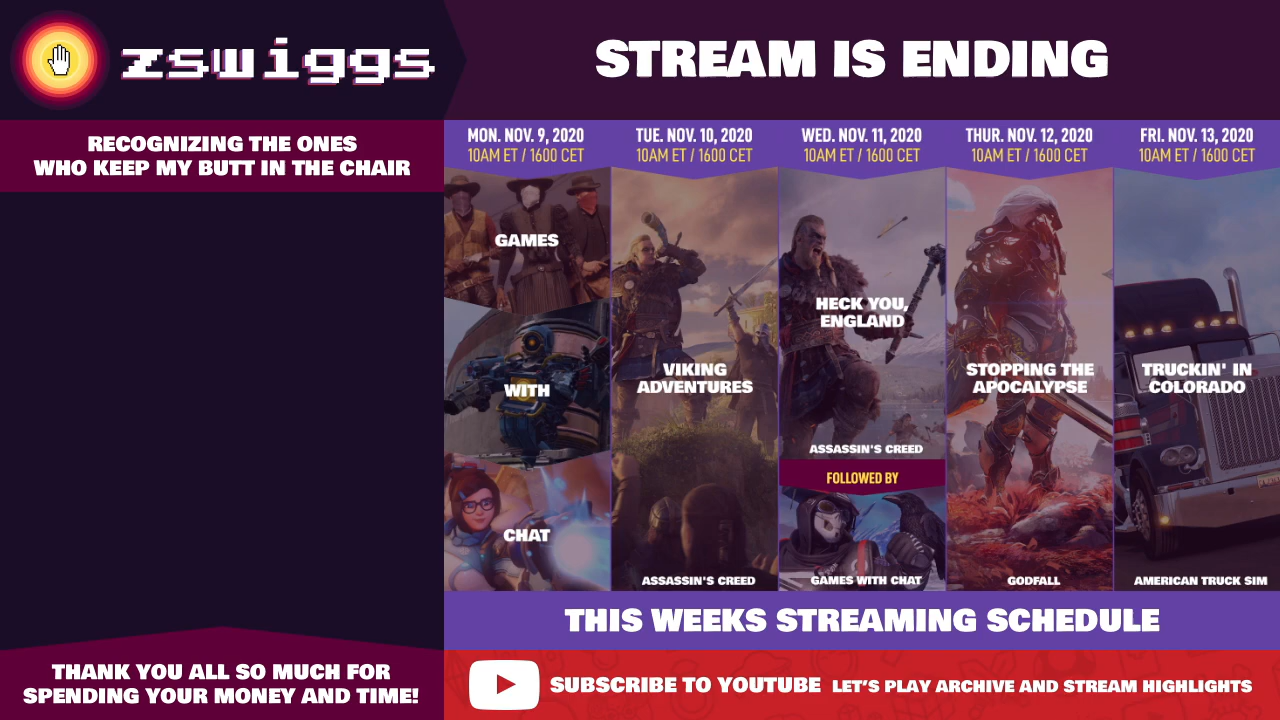 zswiggs
STREAM IS ENDING
RECOGNIZING THE ONES
WHO KEEP MY BUTT IN THE CHAIR
MON. NOV. 9, 2020
10AM ET / 1600 CET
GAMES
WITH
CHAT
TUE. NOV. 10, 2020
10AM ET / 1600 CET
VIKING
ADVENTURES
ASSASSIN'S CREED
WED. NOV. 11, 2020
10AM ET / 1600 CET
HECK YOU,
ENGLAND
ASSASSIN'S CREED
FOLLOWED BY
GAMES WITH CHAT
THUR. NOV. 12, 2020
10AM ET / 1600 CET
STOPPING THE
APOCALYPSE
GODFALL
FRI. NOV. 13, 2020
10AM ET / 1600 CET
TRUCKIN' IN
COLORADO
AMERICAN TRUCK SIM
THIS WEEKS STREAMING SCHEDULE
THANK YOU ALL SO MUCH FOR
SPENDING YOUR MONEY AND TIME!
SUBSCRIBE TO YOUTUBE LET'S PLAY ARCHIVE AND STREAM HIGHLIGHTS